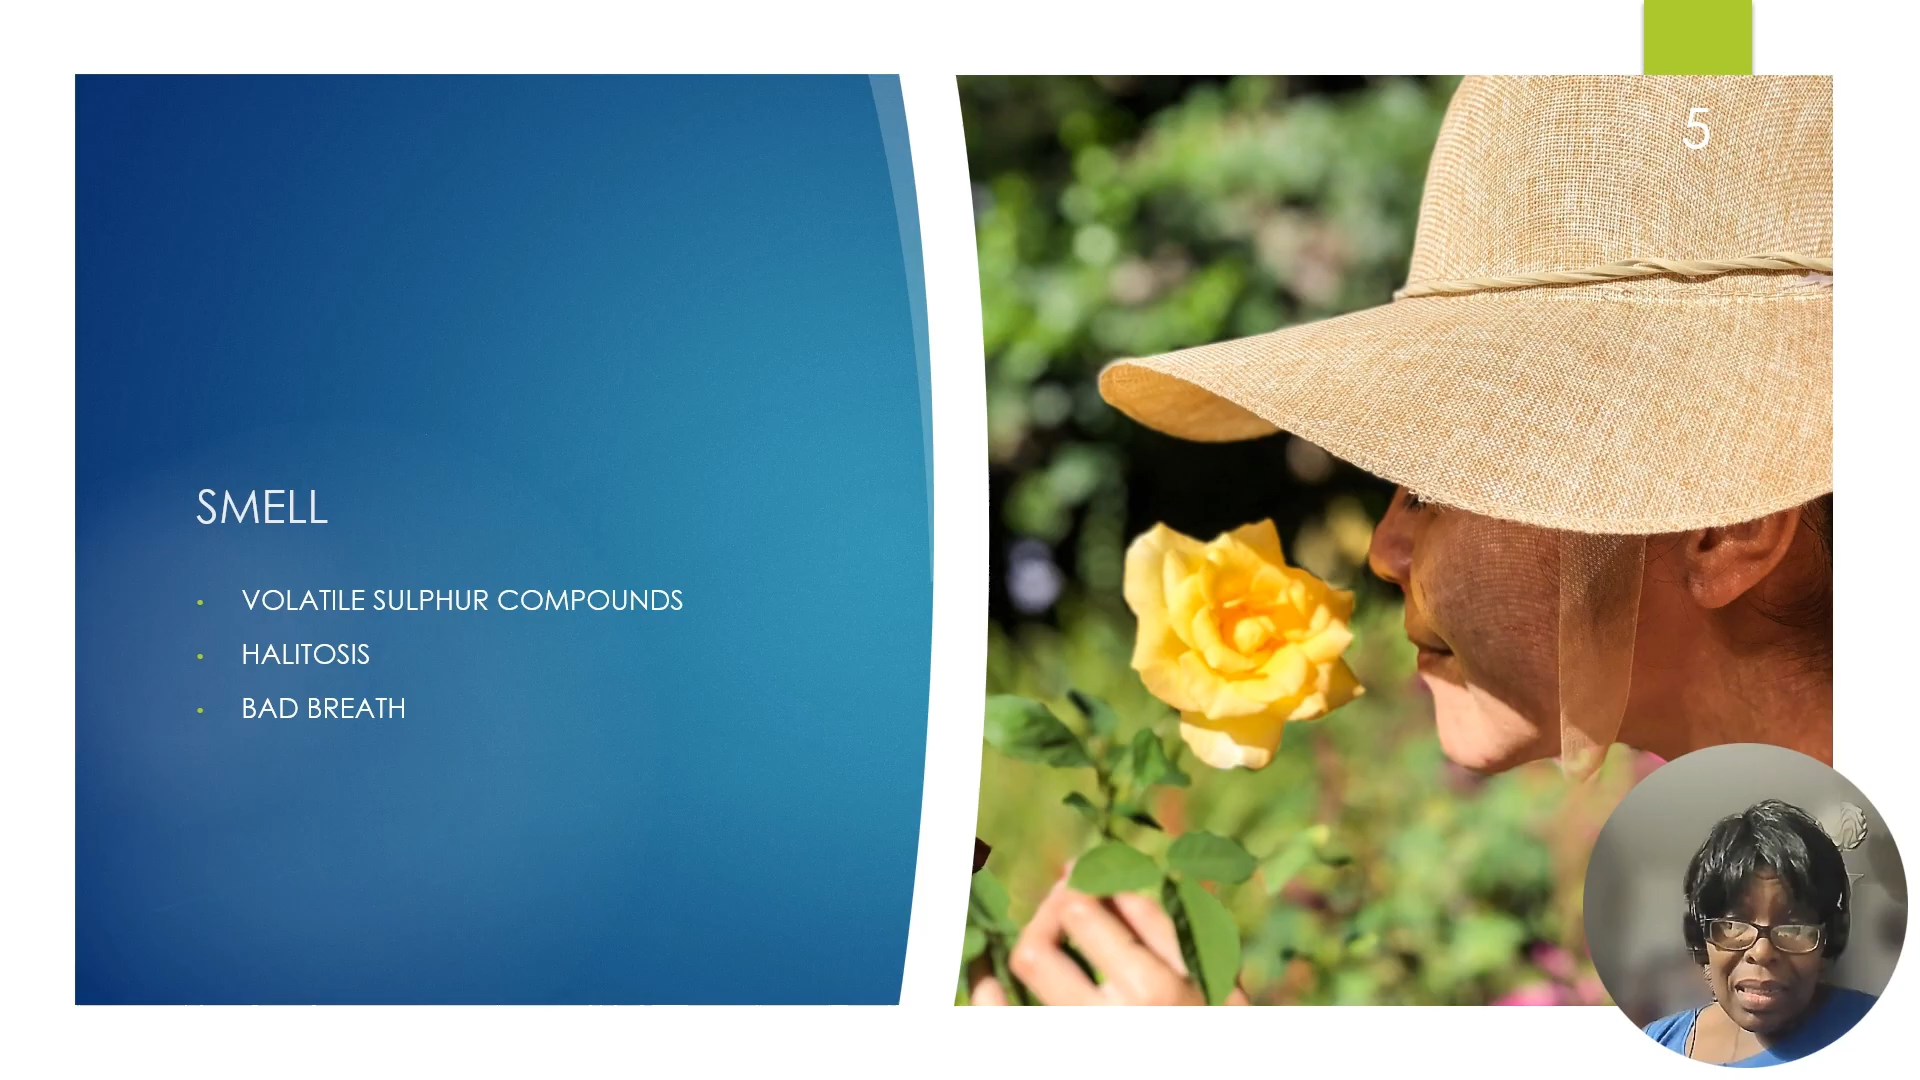 5
SMELL
• VOLATILE SULPHUR COMPOUNDS
• HALITOSIS
• BAD BREATH